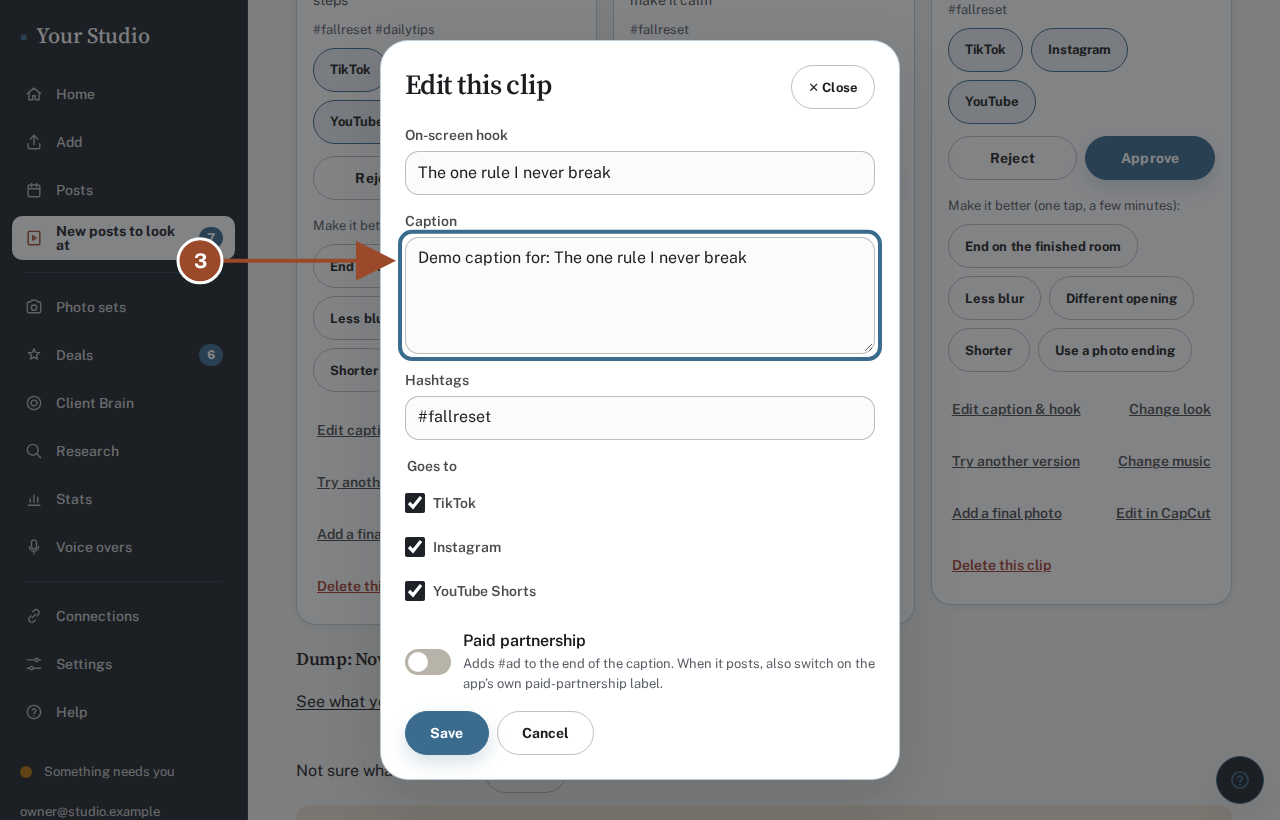 Your Studio
Home
Add
Posts
New posts to look
at
7
Photo sets
Deals
6
Client Brain
Research
Stats
Voice overs
Connections
Settings
Help
Something needs you
owner@studio.example
3
steps
#fallreset #dailytips
TikTok
YouTube
Make it bet
Less blu
Shorter
Edit capti
Try anoth
Add a fina
Delete thi
make it calm
#fallreset
Edit this clip
× Close
On-screen hook
The one rule I never break
Caption
Demo caption for: The one rule I never break
Hashtags
#fallreset
Goes to
TikTok
Instagram
YouTube Shorts
Paid partnership
Adds #ad to the end of the caption. When it posts, also switch on the
app's own paid-partnership label.
Save
Cancel
#fallreset
TikTok
Instagram
YouTube
Reject
Approve
Make it better (one tap, a few minutes):
End on the finished room
Less blur
Different opening
Shorter
Use a photo ending
Edit caption & hook
Change look
Try another version
Change music
Add a final photo
Edit in CapCut
Delete this clip
Dump: Nov
See what y
Not sure wha